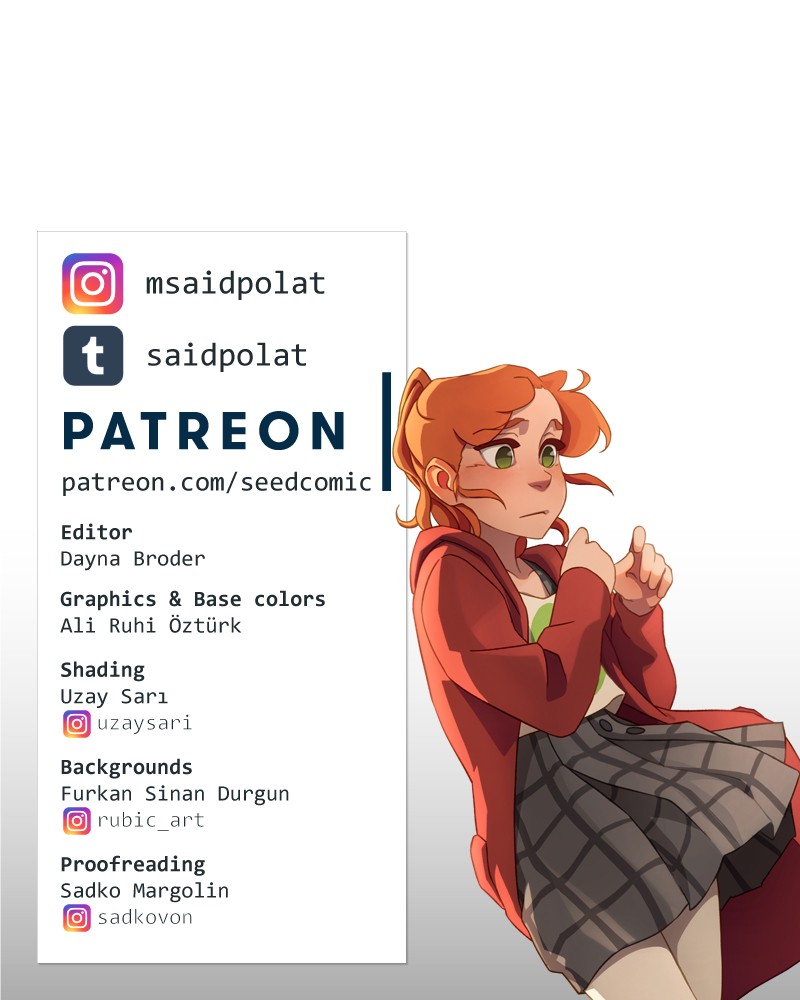 msaidpolat
saidpolat
PATREON
patreon.com/seedcomic
Editor
Dayna Broder
Graphics & Base colors
Ali Ruhi Öztürk
Shading
Uzay Sarı
uzaysari
Backgrounds
Furkan Sinan Durgun
rubic_art
Proofreading
Sadko Margolin
sadkovon